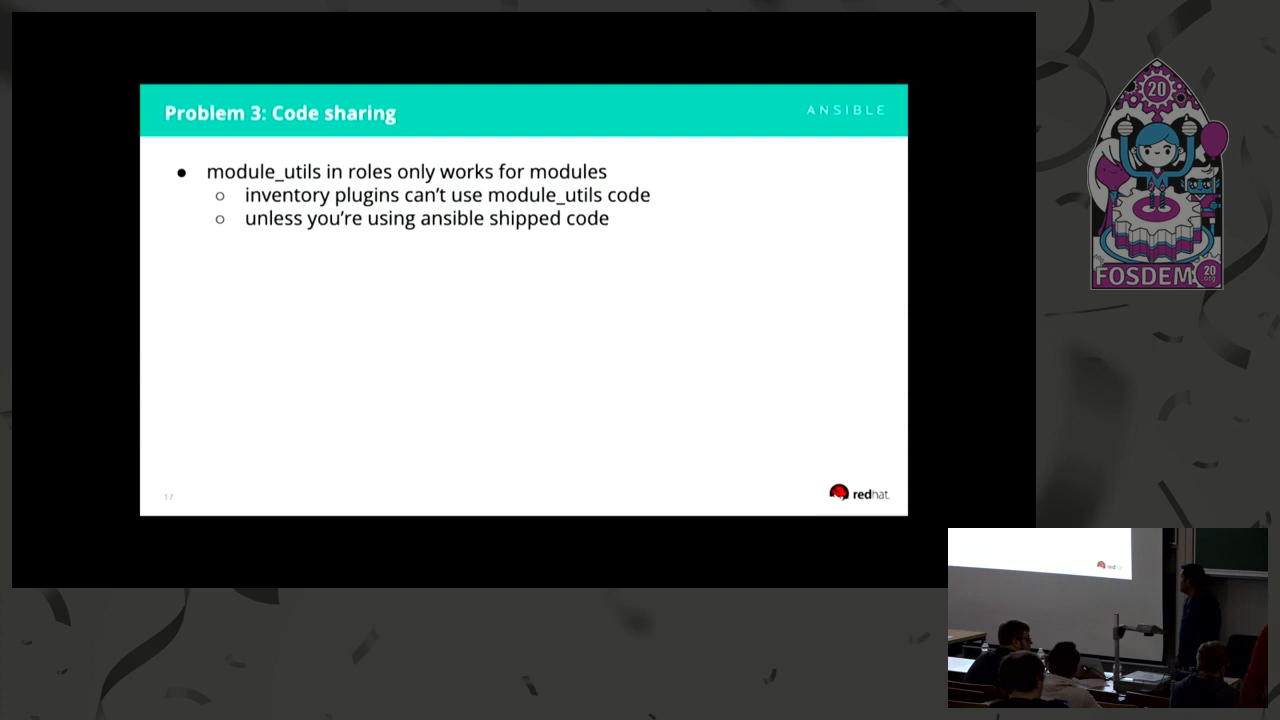 Problem 3: Code sharing
ANSIBLE
● module_utils in roles only works for modules
○ inventory plugins can’t use module_utils code
○ unless you’re using ansible shipped code
17
redhat.
20
FOSDEM
20
.org